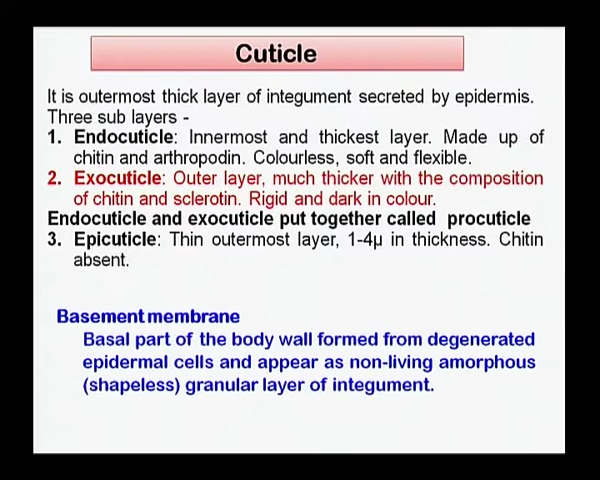 Cuticle
It is outermost thick layer of integument secreted by epidermis.
Three sub layers -
1. Endocuticle: Innermost and thickest layer. Made up of
chitin and arthropodin. Colourless, soft and flexible.
2. Exocuticle: Outer layer, much thicker with the composition
of chitin and sclerotin. Rigid and dark in colour.
Endocuticle and exocuticle put together called procuticle
3. Epicuticle: Thin outermost layer, 1-4µ in thickness. Chitin
absent.
Basement membrane
Basal part of the body wall formed from degenerated
epidermal cells and appear as non-living amorphous
(shapeless) granular layer of integument.